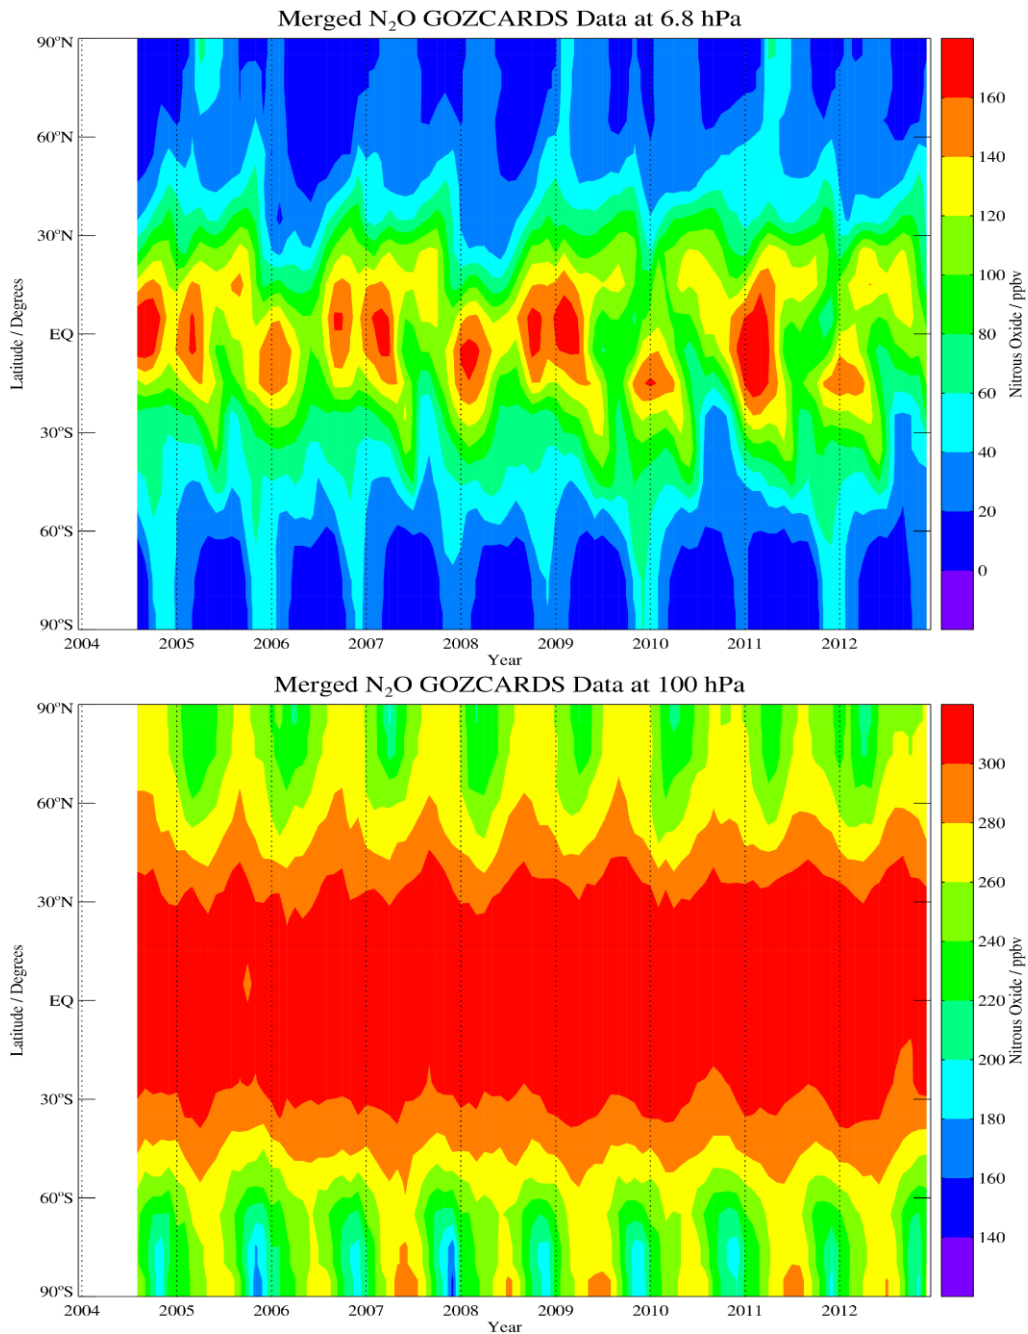 Merged N₂O GOZCARDS Data at 6.8 hPa
90°N
60°N
30°N
EQ
30°S
60°S
90°S
Latitude / Degrees
2004 2005 2006 2007 2008 2009 2010 2011 2012
Year
160
140
120
100
80
60
40
20
0
Nitrous Oxide / ppbv
Merged N₂O GOZCARDS Data at 100 hPa
90°N
60°N
30°N
EQ
30°S
60°S
90°S
Latitude / Degrees
2004 2005 2006 2007 2008 2009 2010 2011 2012
Year
300
280
260
240
220
200
180
160
140
Nitrous Oxide / ppbv